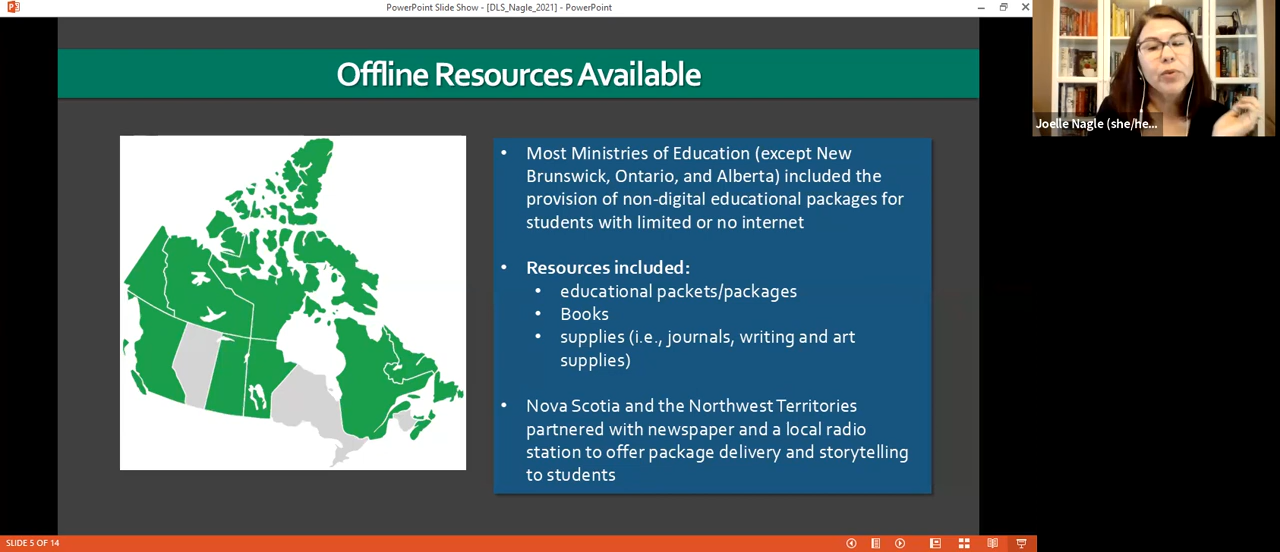 PowerPoint Slide Show - [DLS_Nagle_2021] - PowerPoint
Offline Resources Available
Joelle Nagle (she/he...
• Most Ministries of Education (except New
Brunswick, Ontario, and Alberta) included the
provision of non-digital educational packages for
students with limited or no internet
• Resources included:
• educational packets/packages
• Books
• supplies (i.e., journals, writing and art
supplies)
• Nova Scotia and the Northwest Territories
partnered with newspaper and a local radio
station to offer package delivery and storytelling
to students
SLIDE 5 OF 14